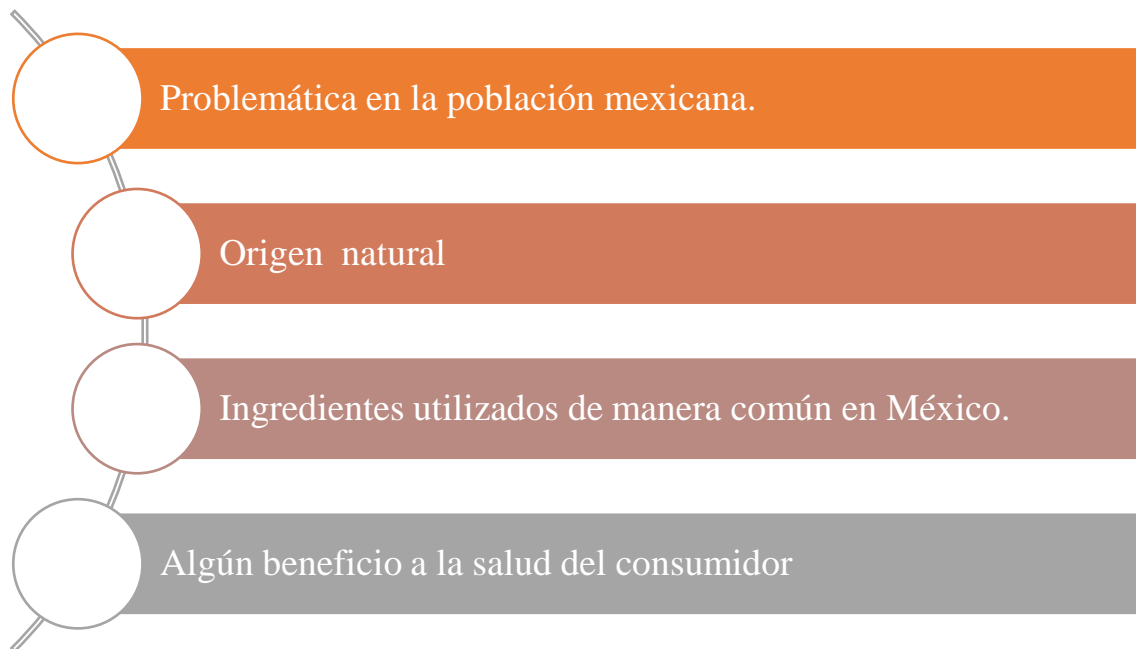 Problemática en la población mexicana.
Origen natural
Ingredientes utilizados de manera común en México.
Algún beneficio a la salud del consumidor